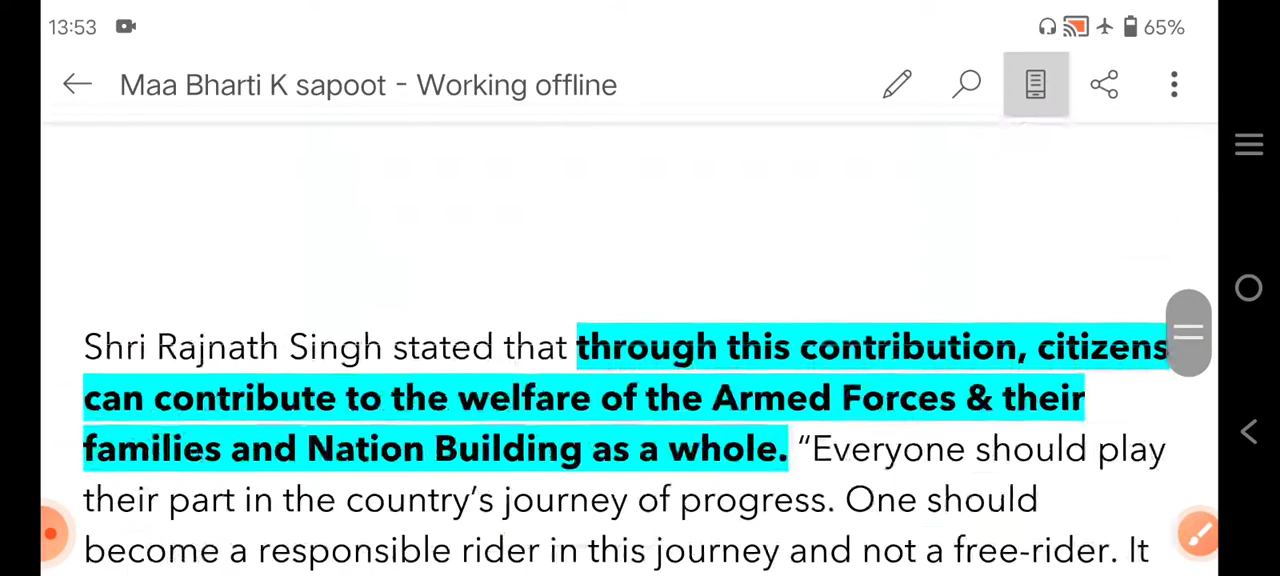 13:53
65%
Maa Bharti K sapoot - Working offline
Shri Rajnath Singh stated that through this contribution, citizens
can contribute to the welfare of the Armed Forces & their
families and Nation Building as a whole. “Everyone should play
their part in the country’s journey of progress. One should
become a responsible rider in this journey and not a free-rider. It